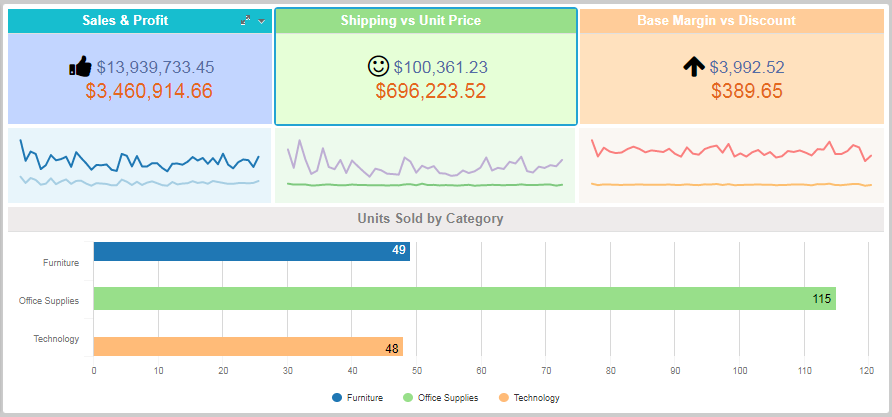 Sales & Profit
Shipping vs Unit Price
Base Margin vs Discount
$13,939,733.45
$100,361.23
$3,992.52
$3,460,914.66
$696,223.52
$389.65
Units Sold by Category
Furniture
49
Office Supplies
115
Technology
48
0 10 20 30 40 50 60 70 80 90 100 110 120
Furniture Office Supplies Technology